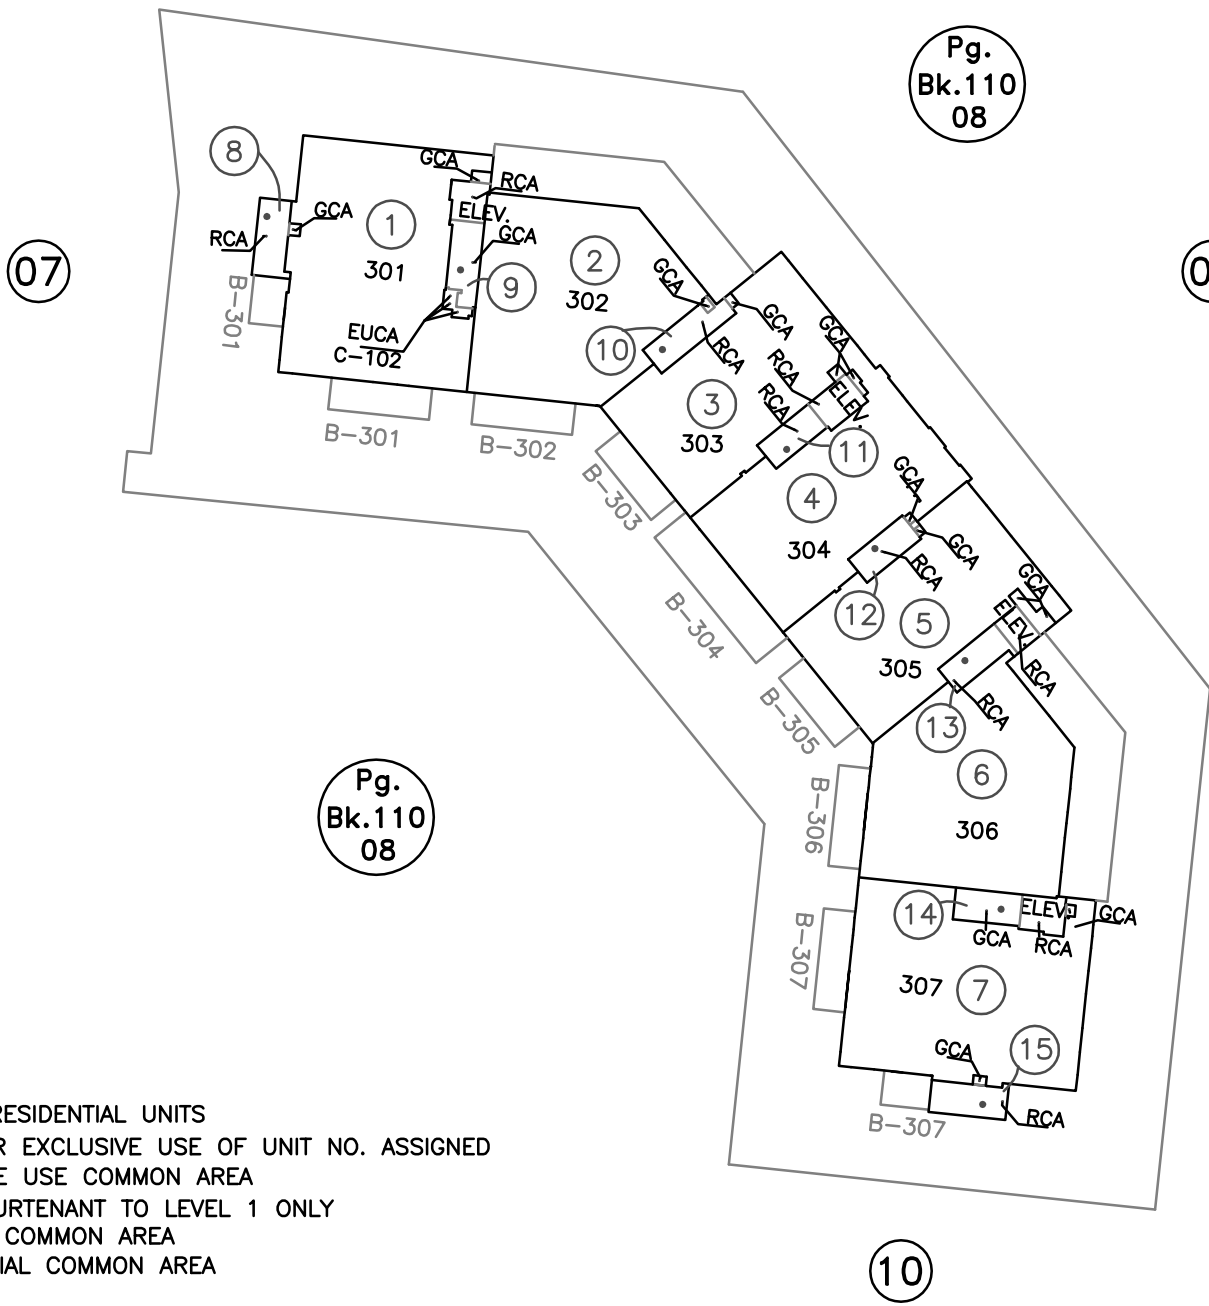 Pg.
Bk.110
08
8
GCA
RCA
GCA
RCA
1
301
ELEV.
GCA
9
2
302
07
B-301
EUCA
C-102
B-301
B-302
GCA
GCA
10
RCA
GCA
RCA
RCA
ELEV.
3
303
11
B-303
4
304
GCA
GCA
RCA
12
B-304
5
305
GCA
ELEV.
RCA
RCA
13
B-305
6
306
B-306
Pg.
Bk.110
08
14
GCA
ELEV.
RCA
GCA
B-307
307
7
GCA
15
RCA
B-307
RESIDENTIAL UNITS
EXCLUSIVE USE OF UNIT NO. ASSIGNED
USE COMMON AREA
TO LEVEL 1 ONLY
COMMON AREA
COMMON AREA
10